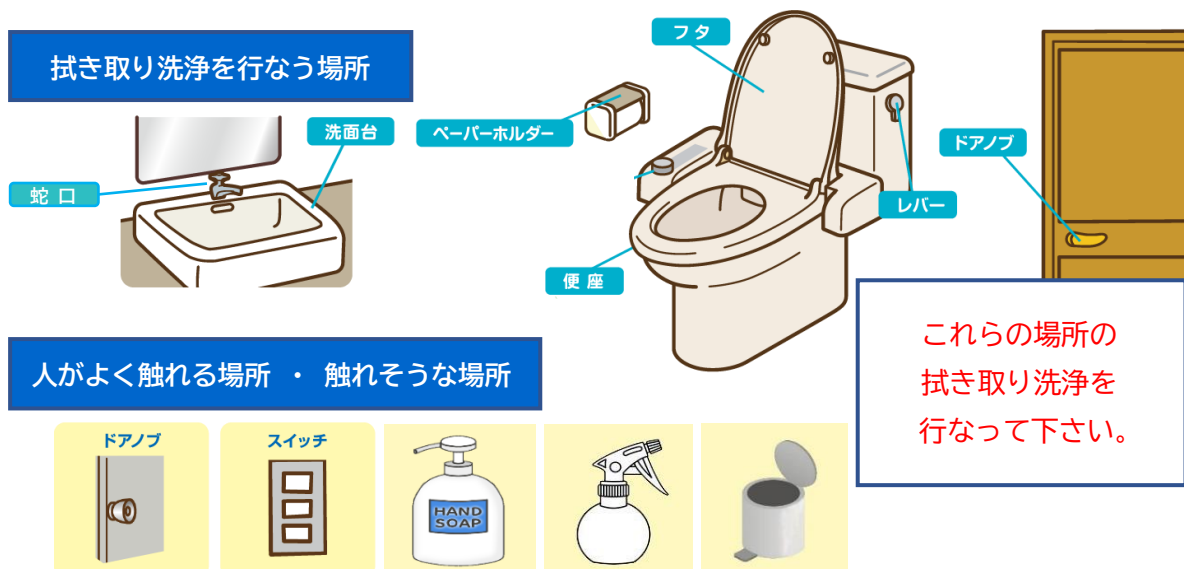 拭き取り洗浄を行なう場所
フタ
洗面台
ペーパーホルダー
ドアノブ
蛇口
レバー
便座
これらの場所の
拭き取り洗浄を
行なって下さい。
人がよく触れる場所 ・ 触れそうな場所
ドアノブ
スイッチ
HAND
SOAP